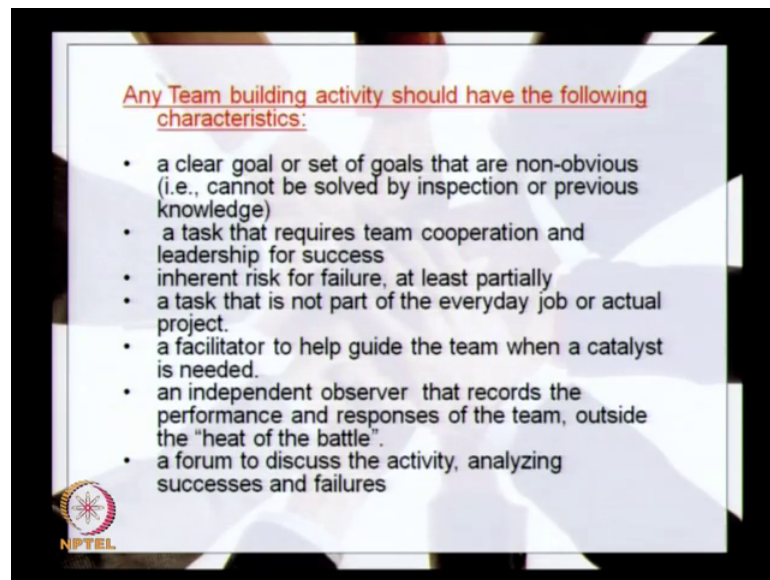 Any Team building activity should have the following
characteristics:
• a clear goal or set of goals that are non-obvious
(i.e., cannot be solved by inspection or previous
knowledge)
• a task that requires team cooperation and
leadership for success
• inherent risk for failure, at least partially
• a task that is not part of the everyday job or actual
project.
• a facilitator to help guide the team when a catalyst
is needed.
• an independent observer that records the
performance and responses of the team, outside
the “heat of the battle”.
• a forum to discuss the activity, analyzing
successes and failures
NPTEL